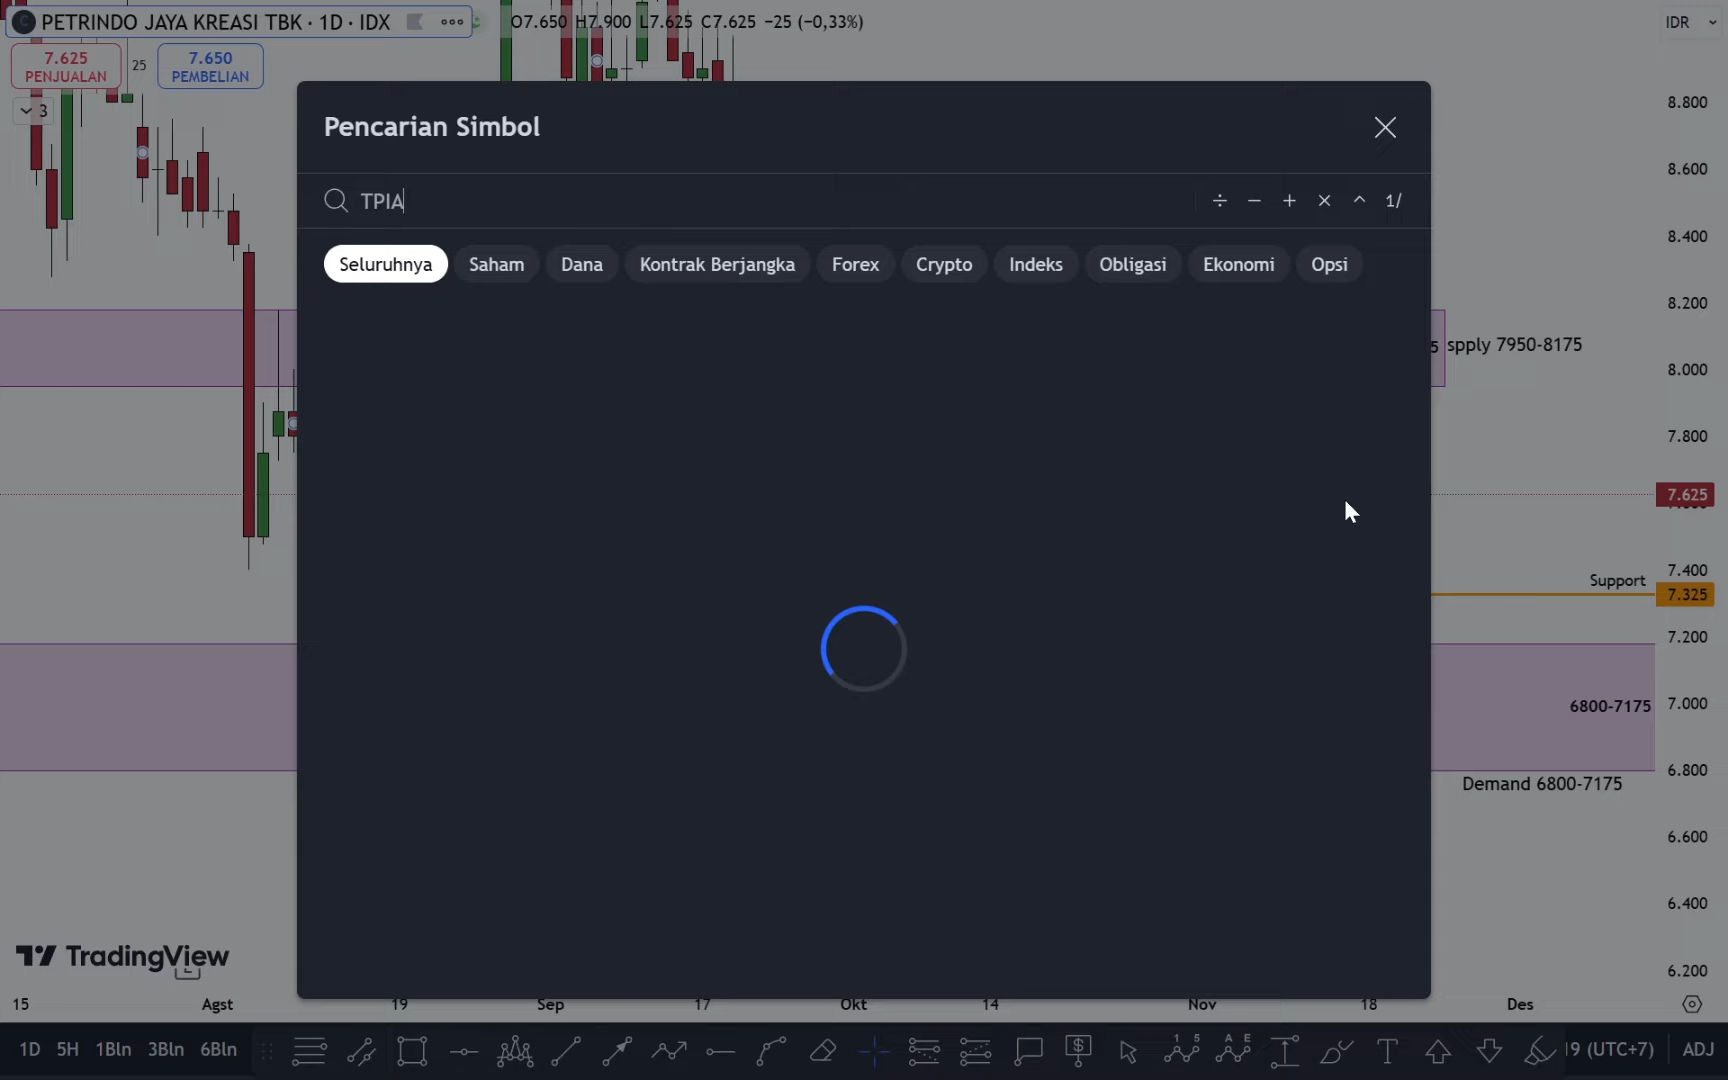 PETRINDO JAYA KREASI TBK · 1D · IDX
O7.650 H7.900 L7.625 C7.625 −25 (−0,33%)
IDR
7.625
PENJUALAN
25
7.650
PEMBELIAN
3
Pencarian Simbol
TPIA
÷ − + × ^ 1/
Seluruhnya Saham Dana Kontrak Berjangka Forex Crypto Indeks Obligasi Ekonomi Opsi
8.800
8.600
8.400
8.200
5 spply 7950-8175
8.000
7.800
7.625
7.400
Support
7.325
7.200
6800-7175
7.000
6.800
Demand 6800-7175
6.600
6.400
6.200
TradingView
15 Agst 19 Sep 17 Okt 14 Nov 18 Des
1D 5H 1Bln 3Bln 6Bln
19 (UTC+7) ADJ